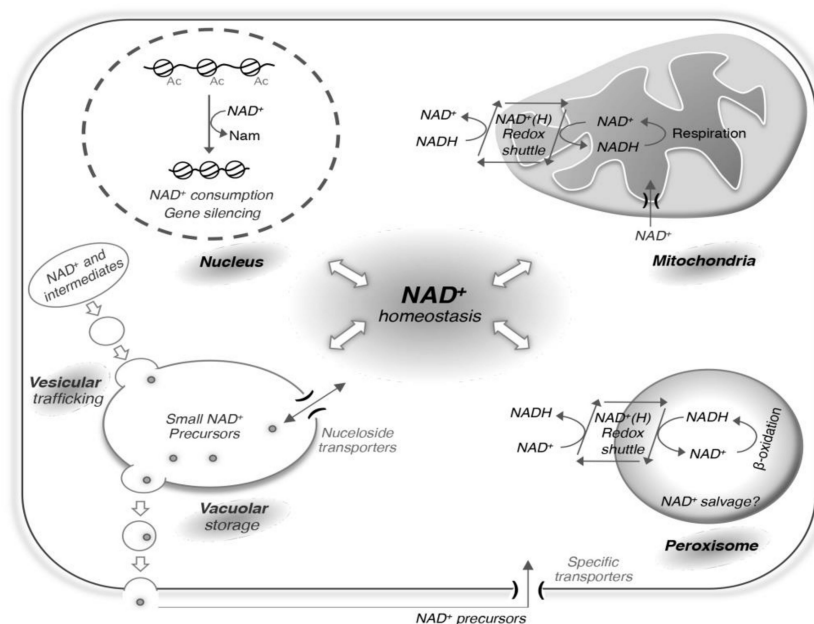 Ac Ac Ac
NAD+
Nam
NAD+ consumption
Gene silencing
Nucleus
NAD+
NADH
NAD+(H)
Redox
shuttle
NAD+
NADH
Respiration
NAD+
Mitochondria
NAD+ and
intermediates
NAD+
homeostasis
Vesicular
trafficking
Small NAD+
Precursors
Nuceloside
transporters
Vacuolar
storage
NADH
NAD+
NAD+(H)
Redox
shuttle
NADH
NAD+
β-oxidation
NAD+ salvage?
Peroxisome
Specific
transporters
NAD+ precursors